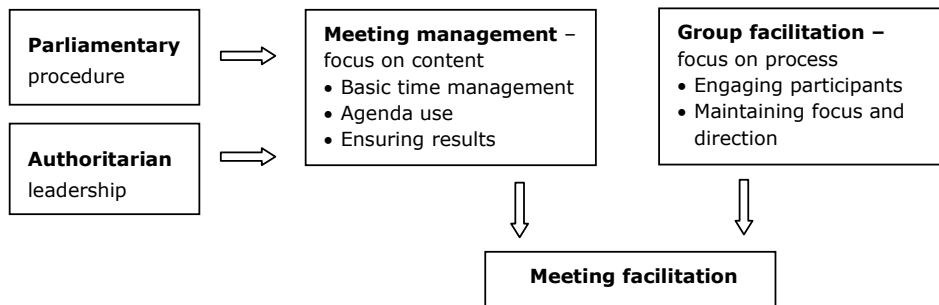 Parliamentary
procedure
Authoritarian
leadership
Meeting management –
focus on content
• Basic time management
• Agenda use
• Ensuring results
Group facilitation –
focus on process
• Engaging participants
• Maintaining focus and
direction
Meeting facilitation